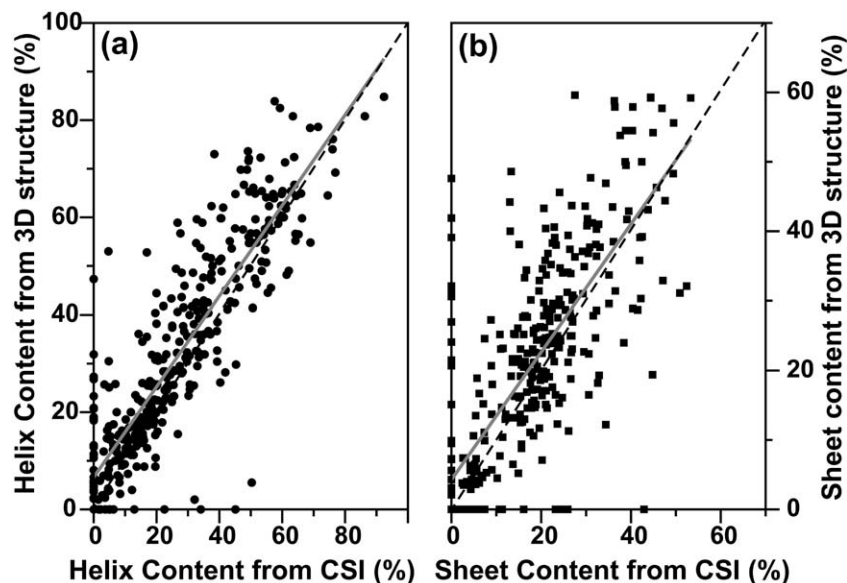 (a)
(b)
Helix Content from 3D structure (%)
100
80
60
40
20
0
0 20 40 60 80
Helix Content from CSI (%)
60
40
20
0
Sheet content from 3D structure (%)
0 20 40 60
Sheet Content from CSI (%)